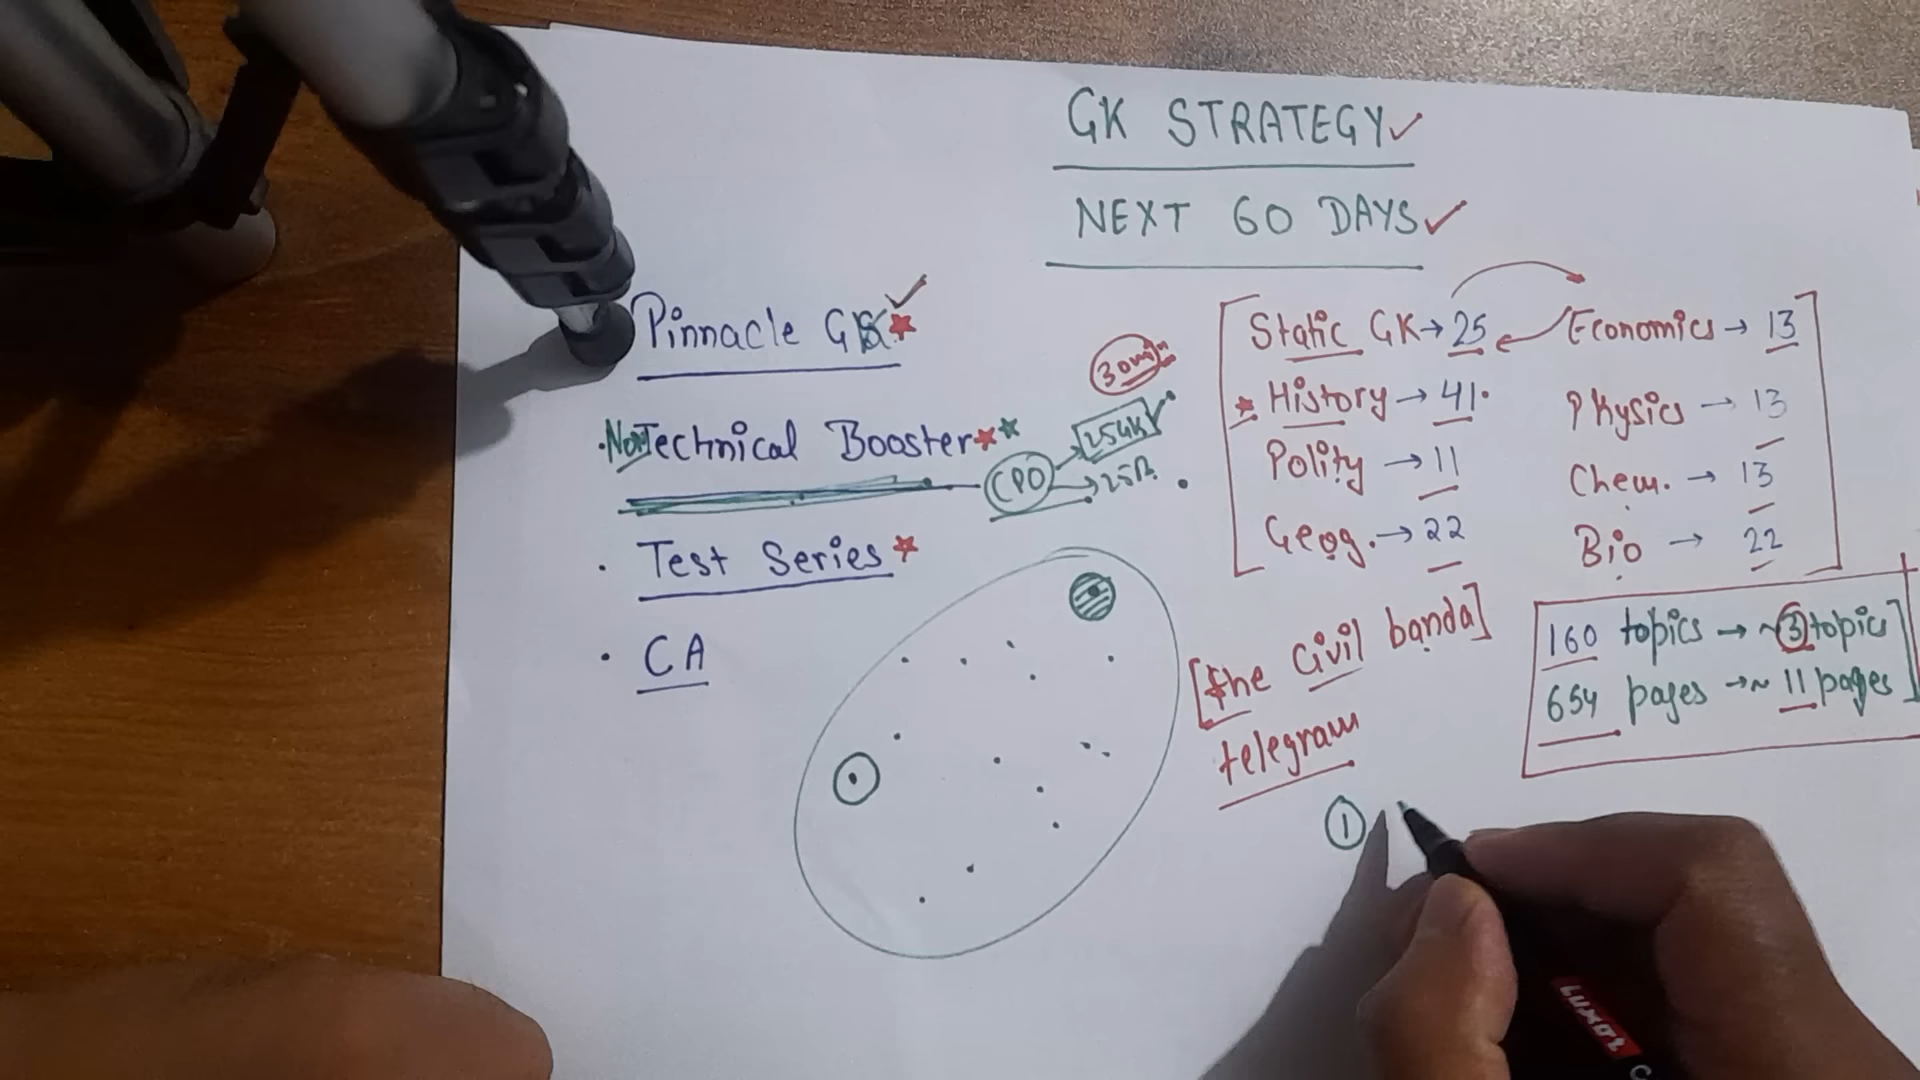 GK STRATEGY
NEXT 60 DAYS
Pinnacle GS
Non Technical Booster
Test Series
CA
30min
CPO → 25GK
→ 25R.
Static GK → 25
History → 41
Polity → 11
Geog. → 22
Economics → 13
Physics → 13
Chem. → 13
Bio → 22
160 topics → ~3 topics
654 pages → ~ 11 pages
[the Civil banda]
telegram
1
LUXOR